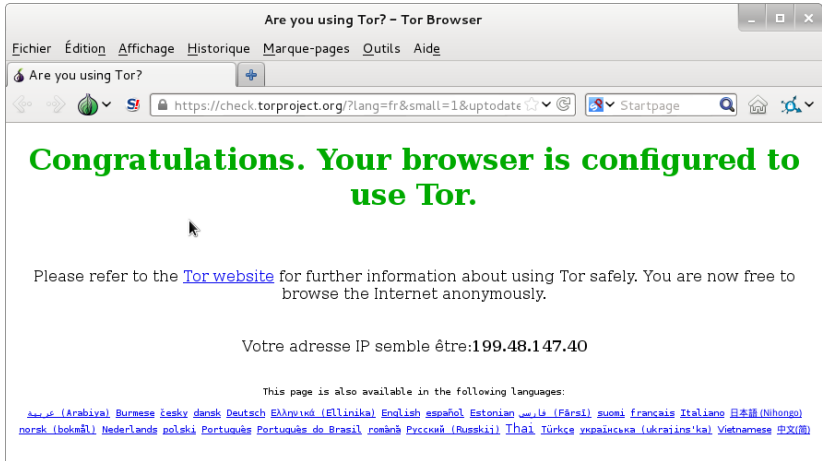 Are you using Tor? – Tor Browser
Fichier Édition Affichage Historique Marque-pages Outils Aide
Are you using Tor?
S! https://check.torproject.org/?lang=fr&small=1&uptodate Startpage
Congratulations. Your browser is configured to
use Tor.
Please refer to the Tor website for further information about using Tor safely. You are now free to
browse the Internet anonymously.
Votre adresse IP semble être:199.48.147.40
This page is also available in the following languages:
عربية (Arabiya) Burmese česky dansk Deutsch Ελληνικά (Ellinika) English español Estonian فارسی (Fārsī) suomi français Italiano 日本語 (Nihongo)
norsk (bokmål) Nederlands polski Português Português do Brasil română Русский (Russkij) Thai Türkçe українська (ukrajins'ka) Vietnamese 中文(简)